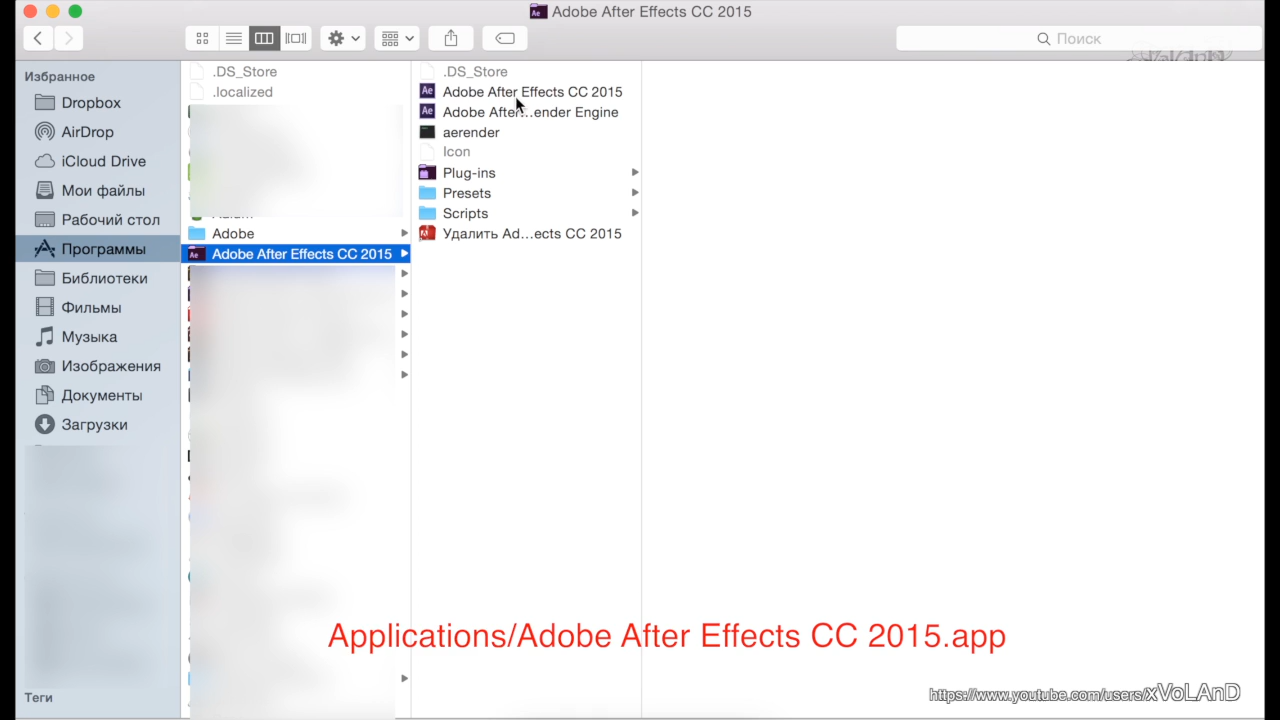 Adobe After Effects CC 2015
Поиск
Избранное
Dropbox
AirDrop
iCloud Drive
Мои файлы
Рабочий стол
Программы
Библиотеки
Фильмы
Музыка
Изображения
Документы
Загрузки
Теги
.DS_Store
.localized
Adobe
Adobe After Effects CC 2015
.DS_Store
Adobe After Effects CC 2015
Adobe After...ender Engine
aerender
Icon
Plug-ins
Presets
Scripts
Удалить Ad...ects CC 2015
Applications/Adobe After Effects CC 2015.app
https://www.youtube.com/users/xVoLAnD